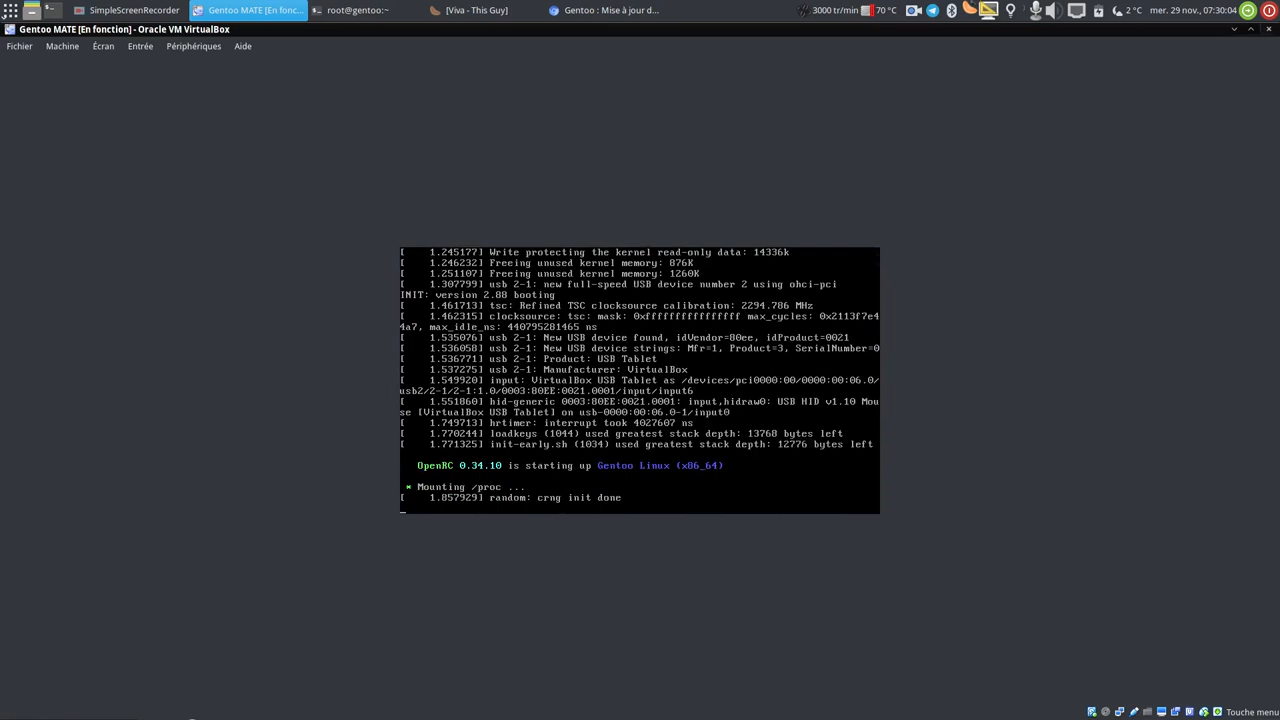 SimpleScreenRecorder
Gentoo MATE [En fonc...
root@gentoo:~
[Viva - This Guy]
Gentoo : Mise à jour d...
3000 tr/min
70 °C
2 °C
mer. 29 nov., 07:30:04
Gentoo MATE [En fonction] - Oracle VM VirtualBox
Fichier Machine Écran Entrée Périphériques Aide
[    1.245177] Write protecting the kernel read-only data: 14336k
[    1.246232] Freeing unused kernel memory: 876K
[    1.251107] Freeing unused kernel memory: 1260K
[    1.307799] usb 2-1: new full-speed USB device number 2 using ohci-pci
INIT: version 2.88 booting
[    1.461713] tsc: Refined TSC clocksource calibration: 2294.786 MHz
[    1.462315] clocksource: tsc: mask: 0xffffffffffffffff max_cycles: 0x2113f7e4
4a7, max_idle_ns: 440795281465 ns
[    1.535076] usb 2-1: New USB device found, idVendor=80ee, idProduct=0021
[    1.536058] usb 2-1: New USB device strings: Mfr=1, Product=3, SerialNumber=0
[    1.536771] usb 2-1: Product: USB Tablet
[    1.537275] usb 2-1: Manufacturer: VirtualBox
[    1.549920] input: VirtualBox USB Tablet as /devices/pci0000:00/0000:00:06.0/
usb2/2-1/2-1:1.0/0003:80EE:0021.0001/input/input6
[    1.551860] hid-generic 0003:80EE:0021.0001: input,hidraw0: USB HID v1.10 Mou
se [VirtualBox USB Tablet] on usb-0000:00:06.0-1/input0
[    1.749713] hrtimer: interrupt took 4027607 ns
[    1.770244] loadkeys (1044) used greatest stack depth: 13768 bytes left
[    1.771325] init-early.sh (1034) used greatest stack depth: 12776 bytes left
OpenRC 0.34.10 is starting up Gentoo Linux (x86_64)
* Mounting /proc ...
[    1.857929] random: crng init done
_
Touche menu